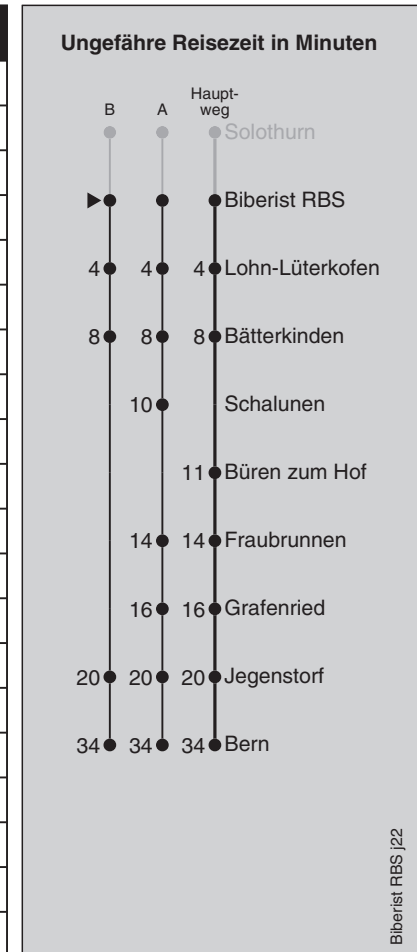 Ungefähre Reisezeit in Minuten
B A Haupt-
weg
Solothurn
Biberist RBS
4 4 4 Lohn-Lüterkofen
8 8 8 Bätterkinden
10 Schalunen
11 Büren zum Hof
14 14 Fraubrunnen
16 16 Grafenried
20 20 20 Jegenstorf
34 34 34 Bern
Biberist RBS j22